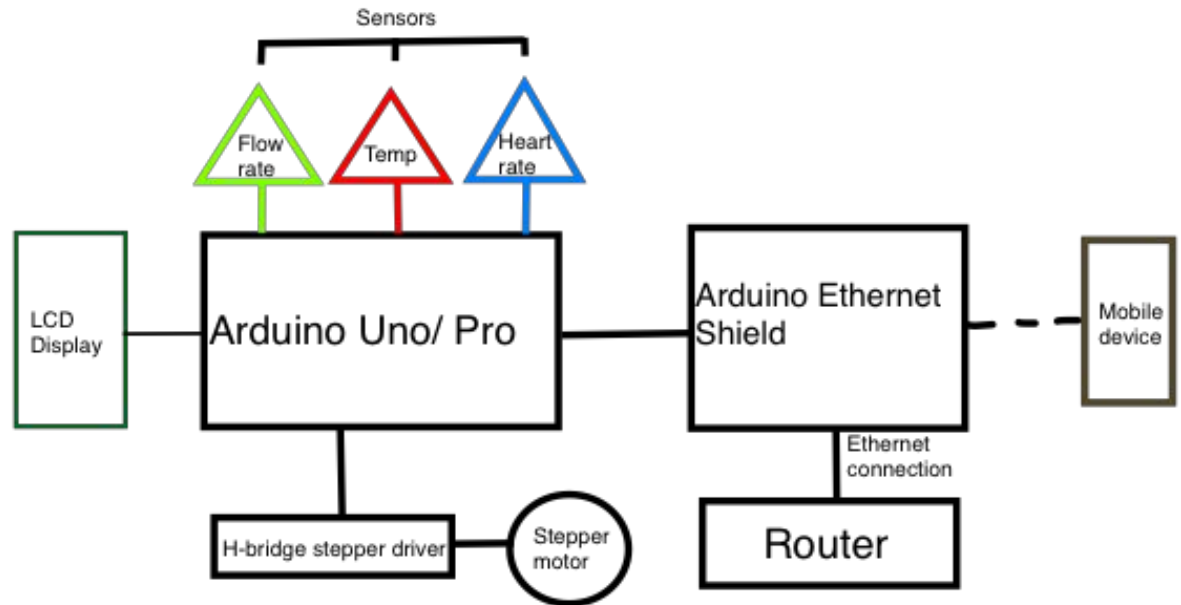 Sensors
Flow
rate
Temp
Heart
rate
LCD
Display
Arduino Uno/ Pro
Arduino Ethernet
Shield
Mobile
device
Ethernet
connection
H-bridge stepper driver
Stepper
motor
Router